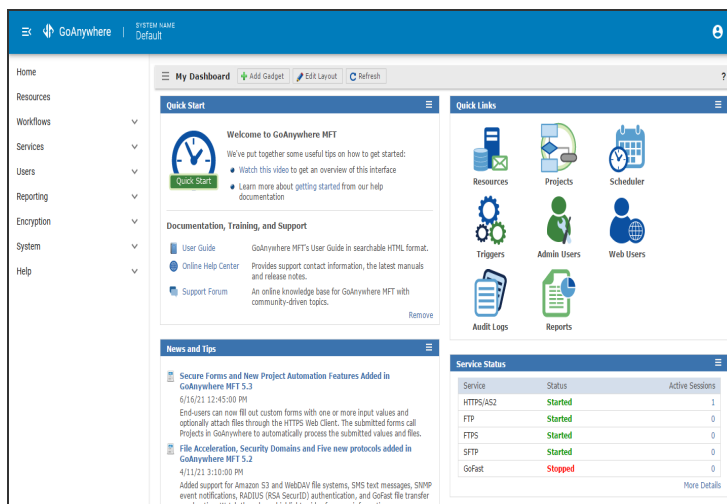 GoAnywhere
SYSTEM NAME
Default
Home
Resources
Workflows
Services
Users
Reporting
Encryption
System
Help
My Dashboard
Add Gadget
Edit Layout
Refresh
?
Quick Start
Quick Start
Welcome to GoAnywhere MFT
We've put together some useful tips on how to get started:
Watch this video to get an overview of this interface
Learn more about getting started from our help
documentation
Documentation, Training, and Support
User Guide GoAnywhere MFT's User Guide in searchable HTML format.
Online Help Center Provides support contact information, the latest manuals
and release notes.
Support Forum An online knowledge base for GoAnywhere MFT with
community-driven topics.
Remove
Quick Links
Resources Projects Scheduler
Triggers Admin Users Web Users
Audit Logs Reports
News and Tips
Secure Forms and New Project Automation Features Added in
GoAnywhere MFT 5.3
6/16/21 12:45:00 PM
End-users can now fill out custom forms with one or more input values and
optionally attach files through the HTTPS Web Client. The submitted forms call
Projects in GoAnywhere to automatically process the submitted values and files.
File Acceleration, Security Domains and Five new protocols added in
GoAnywhere MFT 5.2
4/11/21 3:10:00 PM
Added support for Amazon S3 and WebDAV file systems, SMS text messages, SNMP
event notifications, RADIUS (RSA SecurID) authentication, and GoFast file transfer
Service Status
Service Status Active Sessions
HTTPS/AS2 Started 1
FTP Started 0
FTPS Started 0
SFTP Started 0
GoFast Stopped 0
More Details